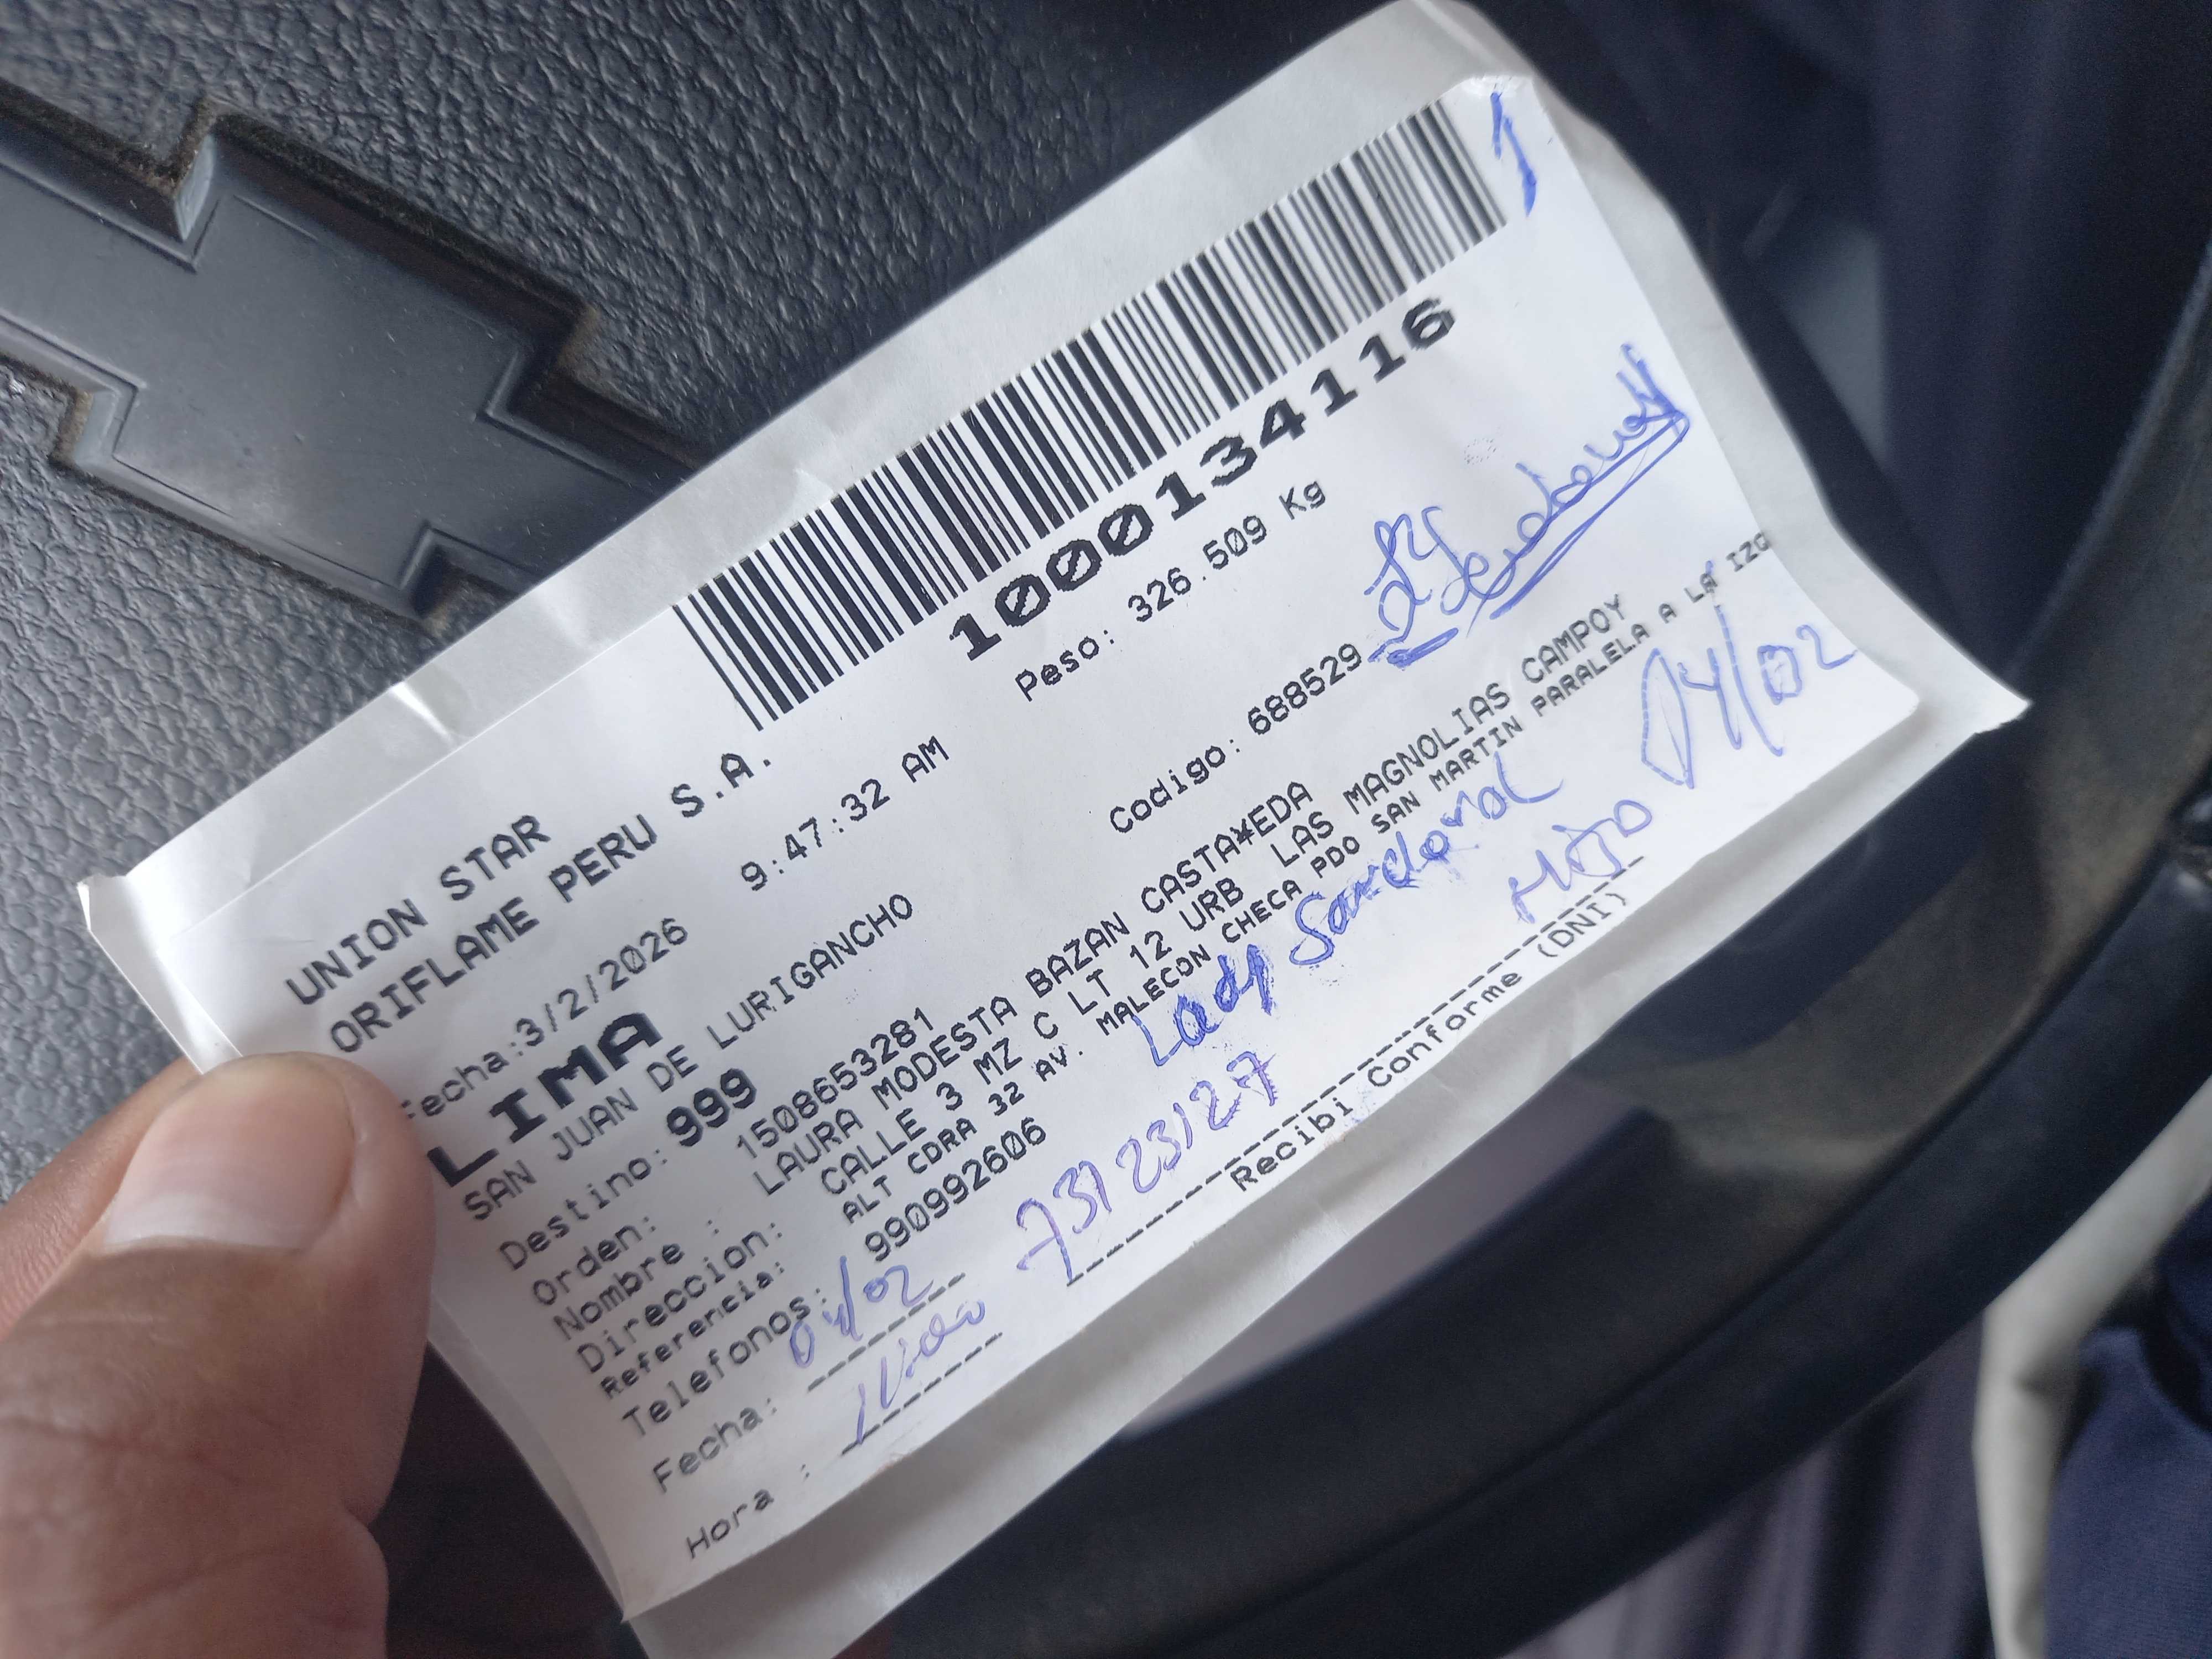 1
1000134116
Peso: 326.509 Kg
UNION STAR
ORIFLAME PERU S.A.
Fecha:3/2/2026 9:47:32 AM
LIMA
SAN JUAN DE LURIGANCHO
Destino: 999
Codigo: 688529
Orden: 1508653281
Nombre : LAURA MODESTA BAZAN CASTA¥EDA
Direccion: CALLE 3 MZ C LT 12 URB LAS MAGNOLIAS CAMPOY
Referencia: ALT CDRA 32 AV. MALECON CHECA PDO SAN MARTIN PARALELA A LA IZQ
Telefonos: 990992606
Lady Sandoval
04/02
Fecha: 04/02
73123127
Hora :
Recibi Conforme (DNI)